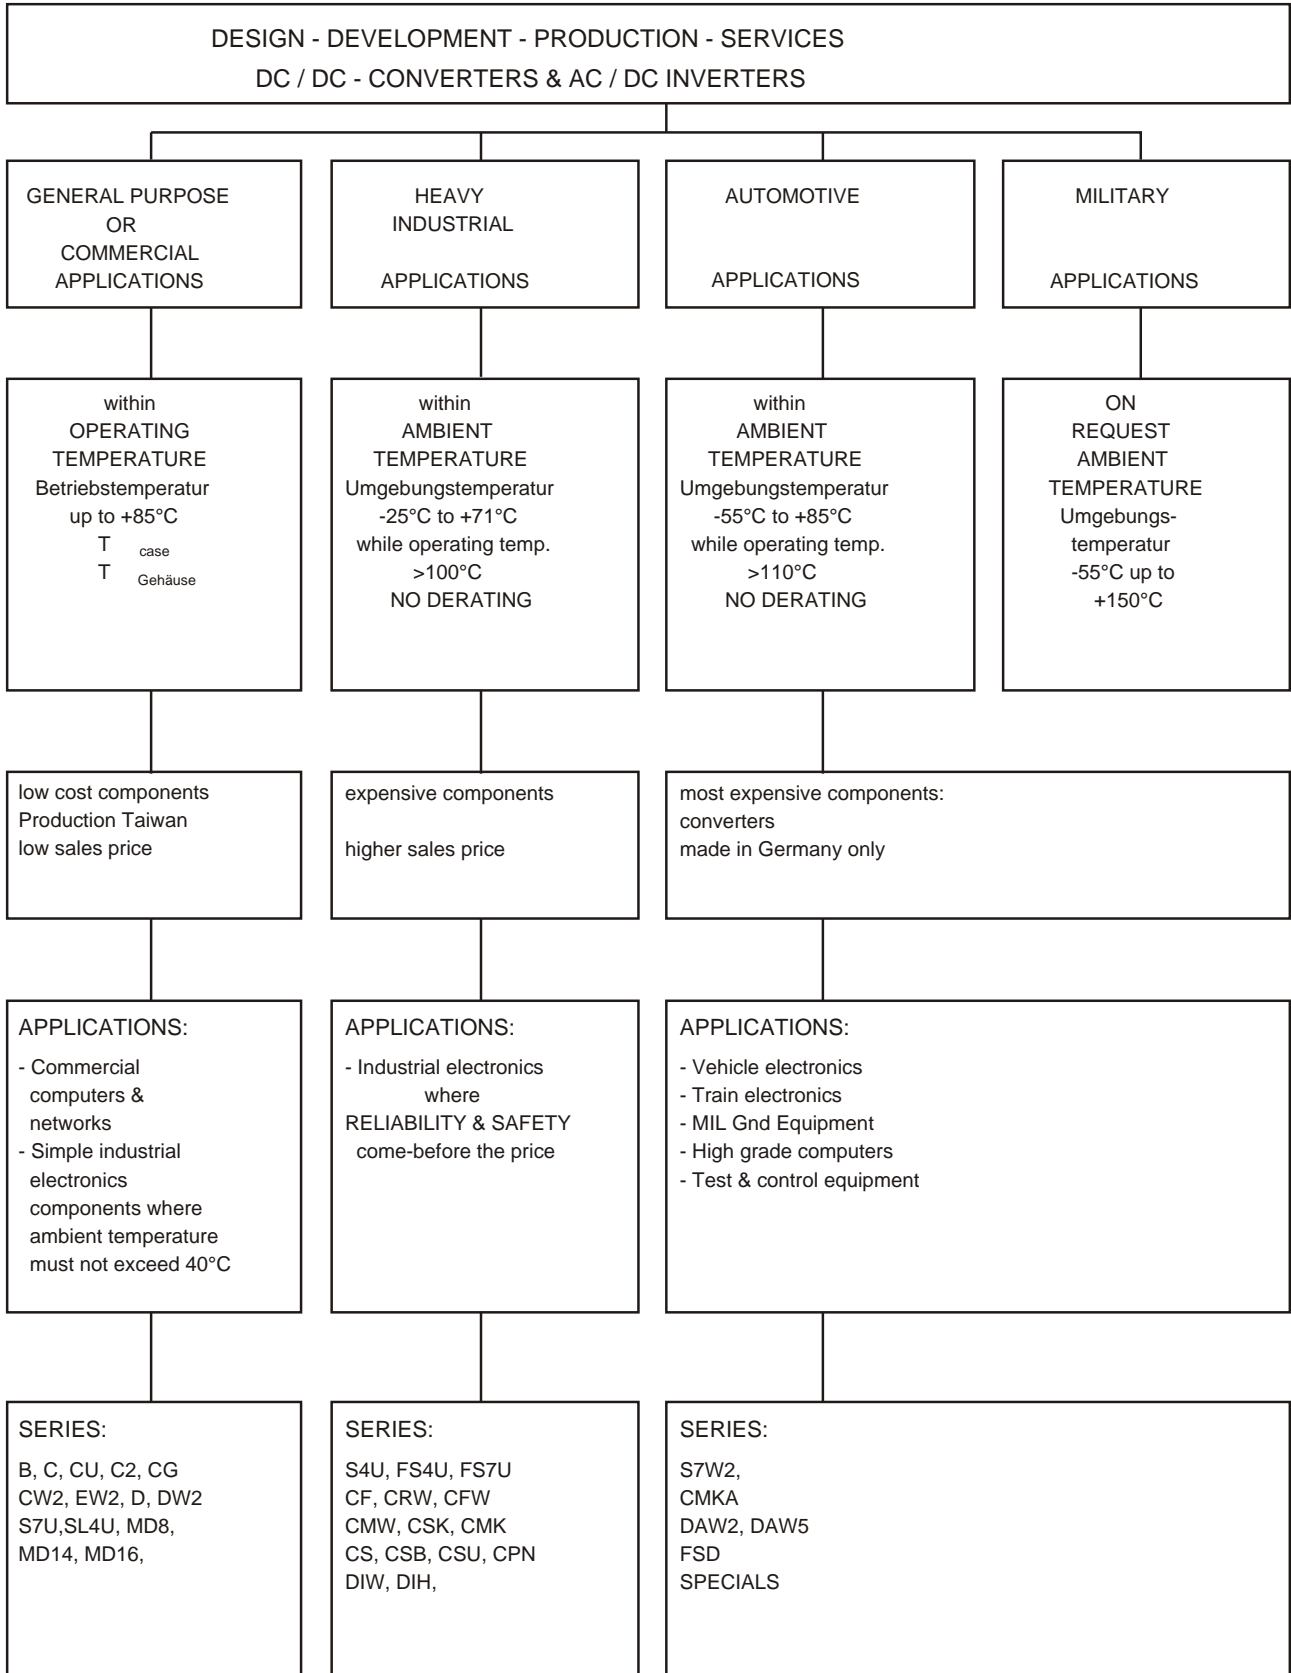 DESIGN - DEVELOPMENT - PRODUCTION - SERVICES
DC / DC - CONVERTERS & AC / DC INVERTERS
GENERAL PURPOSE
OR
COMMERCIAL
APPLICATIONS
HEAVY
INDUSTRIAL
APPLICATIONS
AUTOMOTIVE
APPLICATIONS
MILITARY
APPLICATIONS
within
OPERATING
TEMPERATURE
Betriebstemperatur
up to +85°C
T case
T Gehäuse
within
AMBIENT
TEMPERATURE
Umgebungstemperatur
-25°C to +71°C
while operating temp.
>100°C
NO DERATING
within
AMBIENT
TEMPERATURE
Umgebungstemperatur
-55°C to +85°C
while operating temp.
>110°C
NO DERATING
ON
REQUEST
AMBIENT
TEMPERATURE
Umgebungs-
temperatur
-55°C up to
+150°C
low cost components
Production Taiwan
low sales price
expensive components
higher sales price
most expensive components:
converters
made in Germany only
APPLICATIONS:
- Commercial
computers &
networks
- Simple industrial
electronics
components where
ambient temperature
must not exceed 40°C
APPLICATIONS:
- Industrial electronics
where
RELIABILITY & SAFETY
come-before the price
APPLICATIONS:
- Vehicle electronics
- Train electronics
- MIL Gnd Equipment
- High grade computers
- Test & control equipment
SERIES:
B, C, CU, C2, CG
CW2, EW2, D, DW2
S7U,SL4U, MD8,
MD14, MD16,
SERIES:
S4U, FS4U, FS7U
CF, CRW, CFW
CMW, CSK, CMK
CS, CSB, CSU, CPN
DIW, DIH,
SERIES:
S7W2,
CMKA
DAW2, DAW5
FSD
SPECIALS